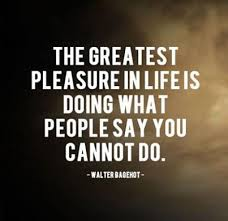 THE GREATEST
PLEASURE IN LIFE IS
DOING WHAT
PEOPLE SAY YOU
CANNOT DO.
- WALTER BAGEHOT -